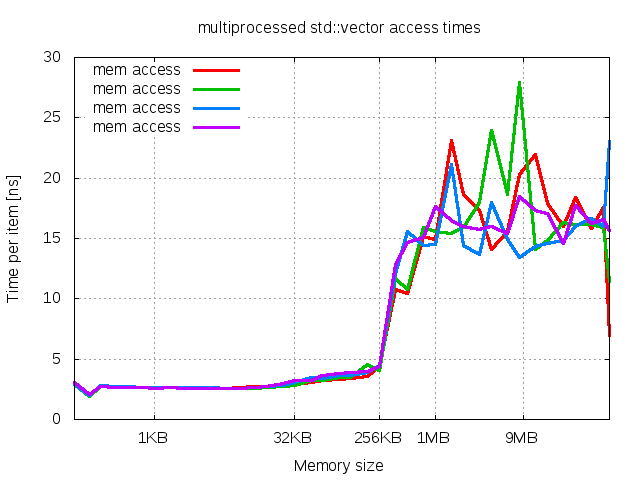 multiprocessed std::vector access times
30
25
20
15
10
5
0
Time per item [ns]
mem access
mem access
mem access
mem access
1KB 32KB 256KB 1MB 9MB
Memory size